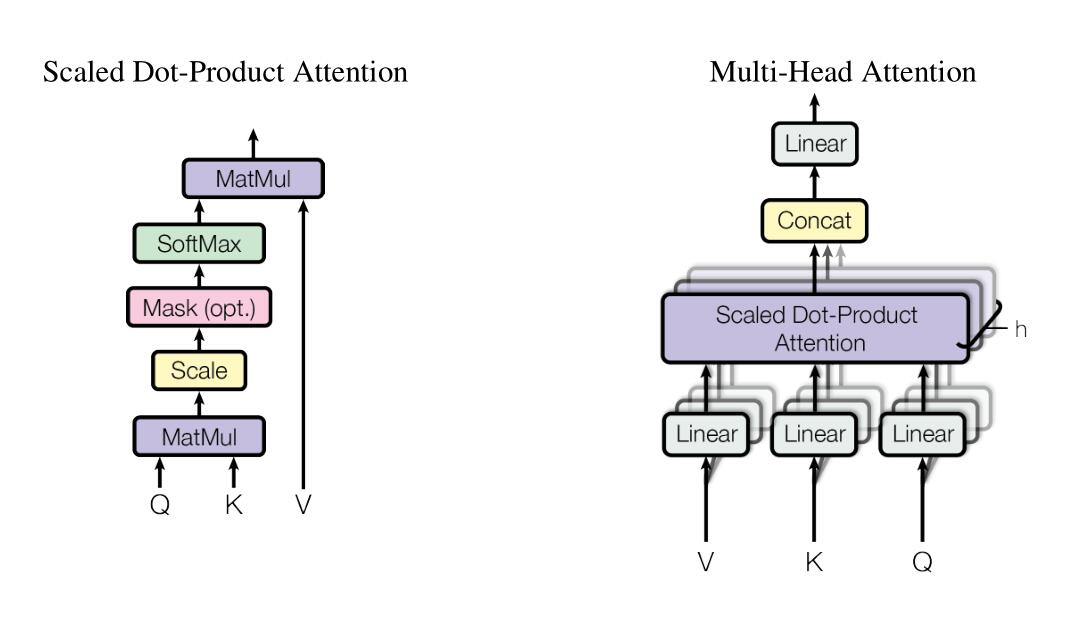 Scaled Dot-Product Attention
MatMul
SoftMax
Mask (opt.)
Scale
MatMul
Q K V
Multi-Head Attention
Linear
Concat
Scaled Dot-Product
Attention
h
Linear Linear Linear
V K Q